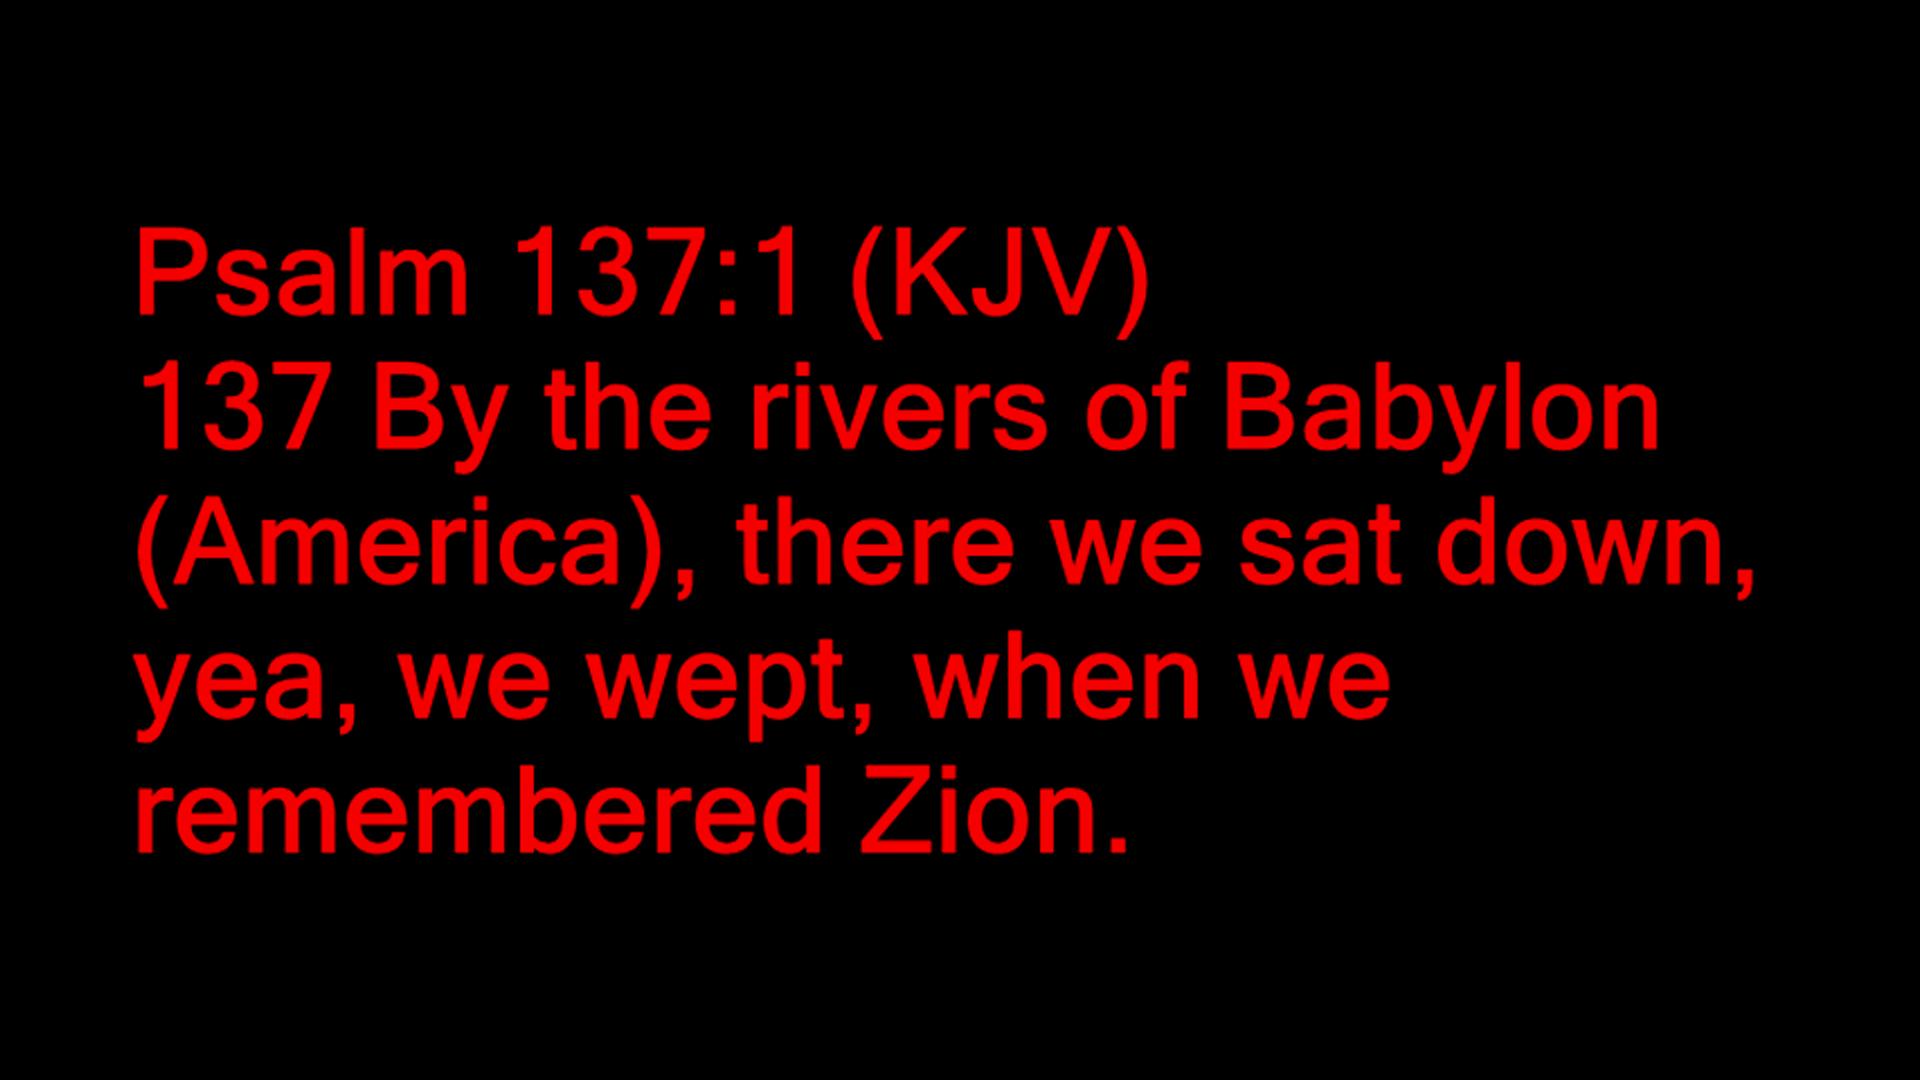 Psalm 137:1 (KJV)
137 By the rivers of Babylon
(America), there we sat down,
yea, we wept, when we
remembered Zion.